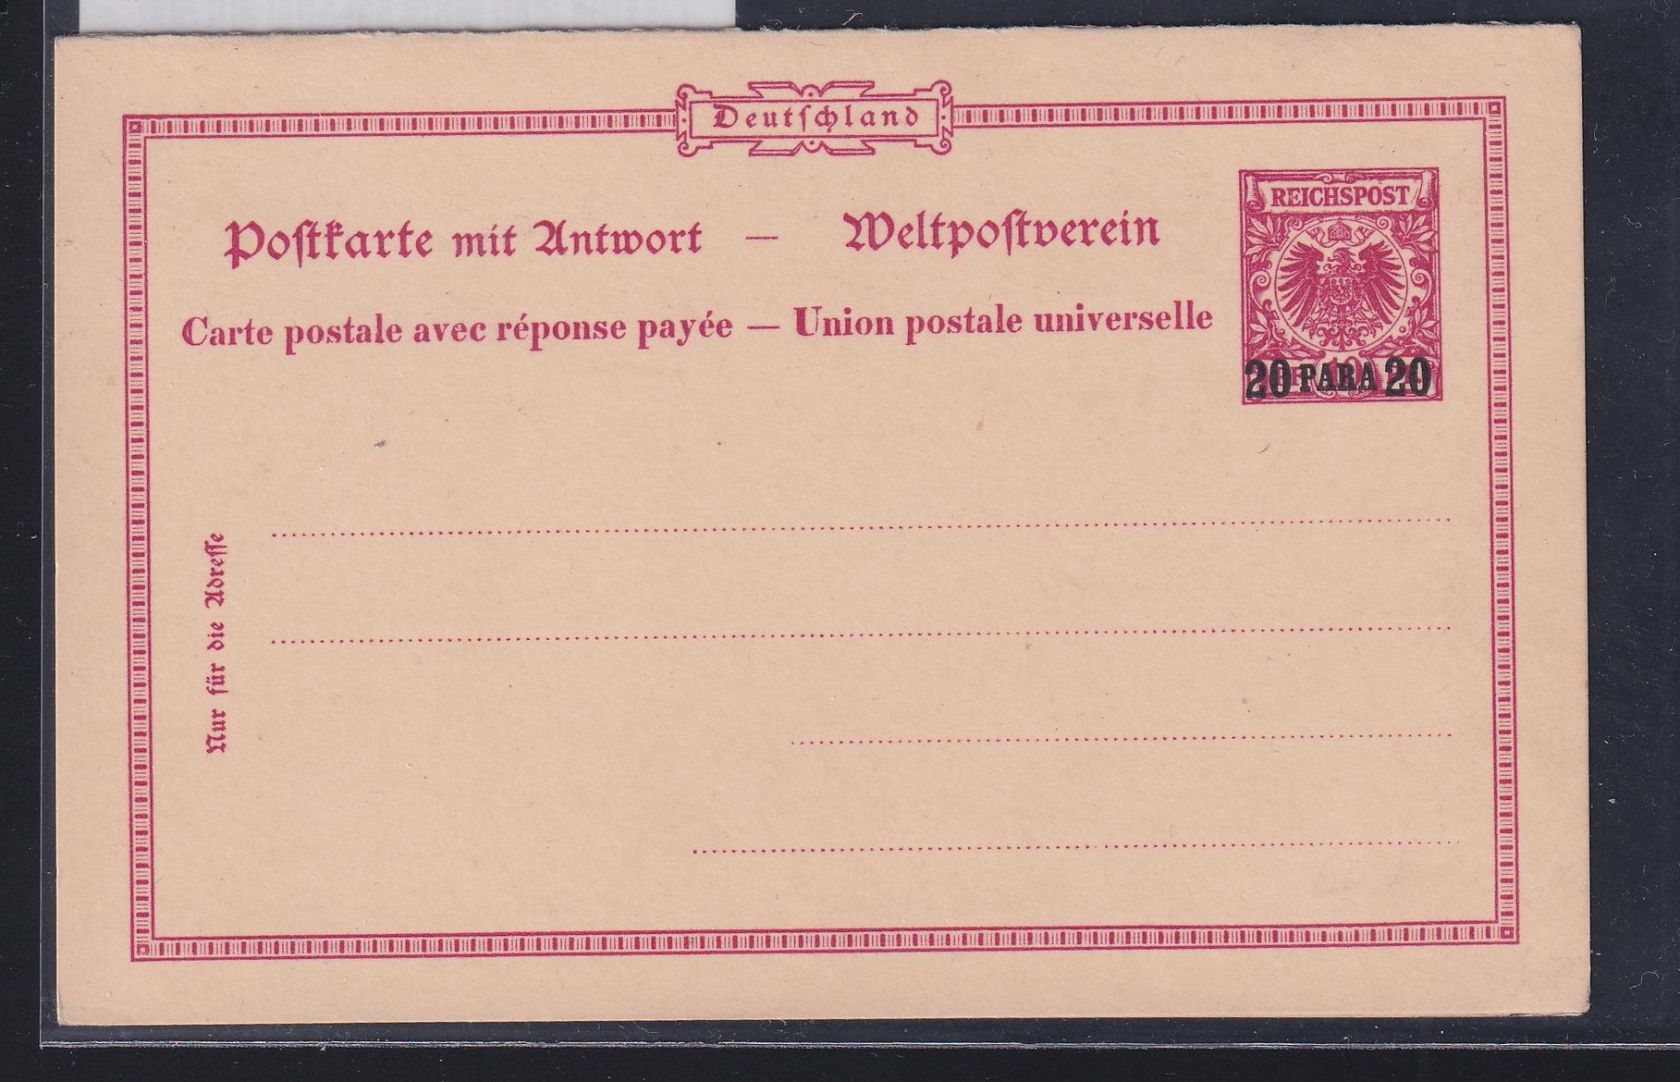 Deutſchland
REICHSPOST
Poſtkarte mit Antwort — Weltpoſtverein
Carte postale avec réponse payée — Union postale universelle
10
20 PARA 20
Nur für die Adreſſe